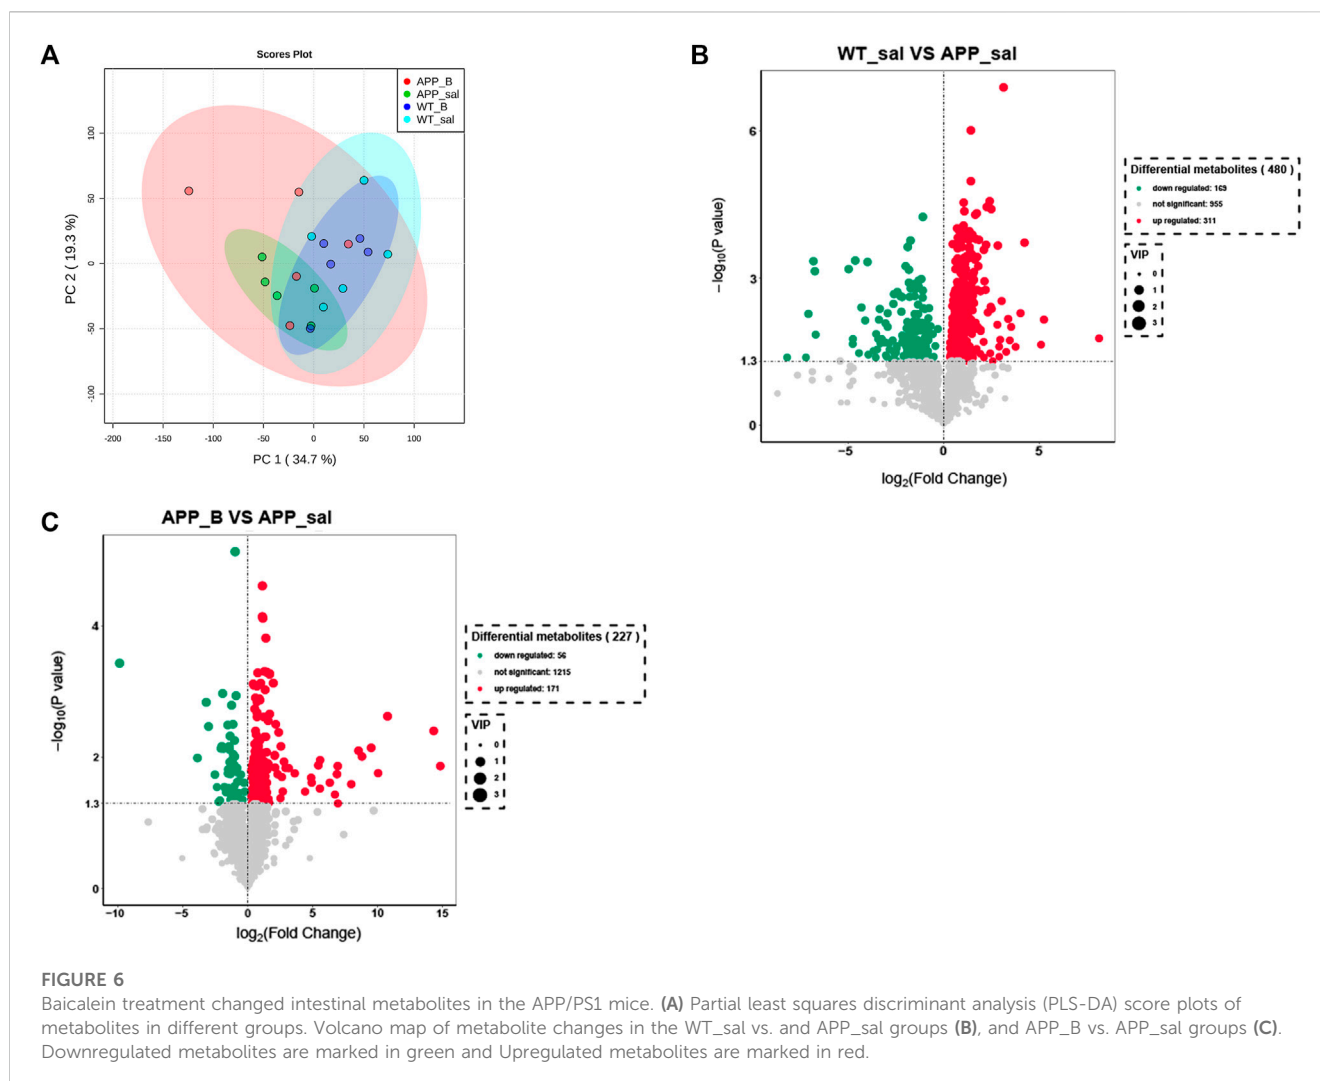 A
Scores Plot
APP_B
APP_sal
WT_B
WT_sal
PC 2 ( 19.3 %)
100
50
0
-50
-100
-200
-100
-100
-50
0
50
100
PC 1 ( 34.7 %)
B
WT_sal VS APP_sal
−log10(P value)
6
3
1.3
0
−5
0
5
log2(Fold Change)
Differential metabolites ( 480 )
down regulated: 169
not significant: 955
up regulated: 311
VIP
0
1
2
3
C
APP_B VS APP_sal
−log10(P value)
4
2
1.3
0
−10
−5
0
5
10
15
log2(Fold Change)
Differential metabolites ( 227 )
down regulated: 56
not significant: 1215
up regulated: 171
VIP
0
1
2
3
FIGURE 6
Baicalein treatment changed intestinal metabolites in the APP/PS1 mice. (A) Partial least squares discriminant analysis (PLS-DA) score plots of
metabolites in different groups. Volcano map of metabolite changes in the WT_sal vs. and APP_sal groups (B), and APP_B vs. APP_sal groups (C).
Downregulated metabolites are marked in green and Upregulated metabolites are marked in red.